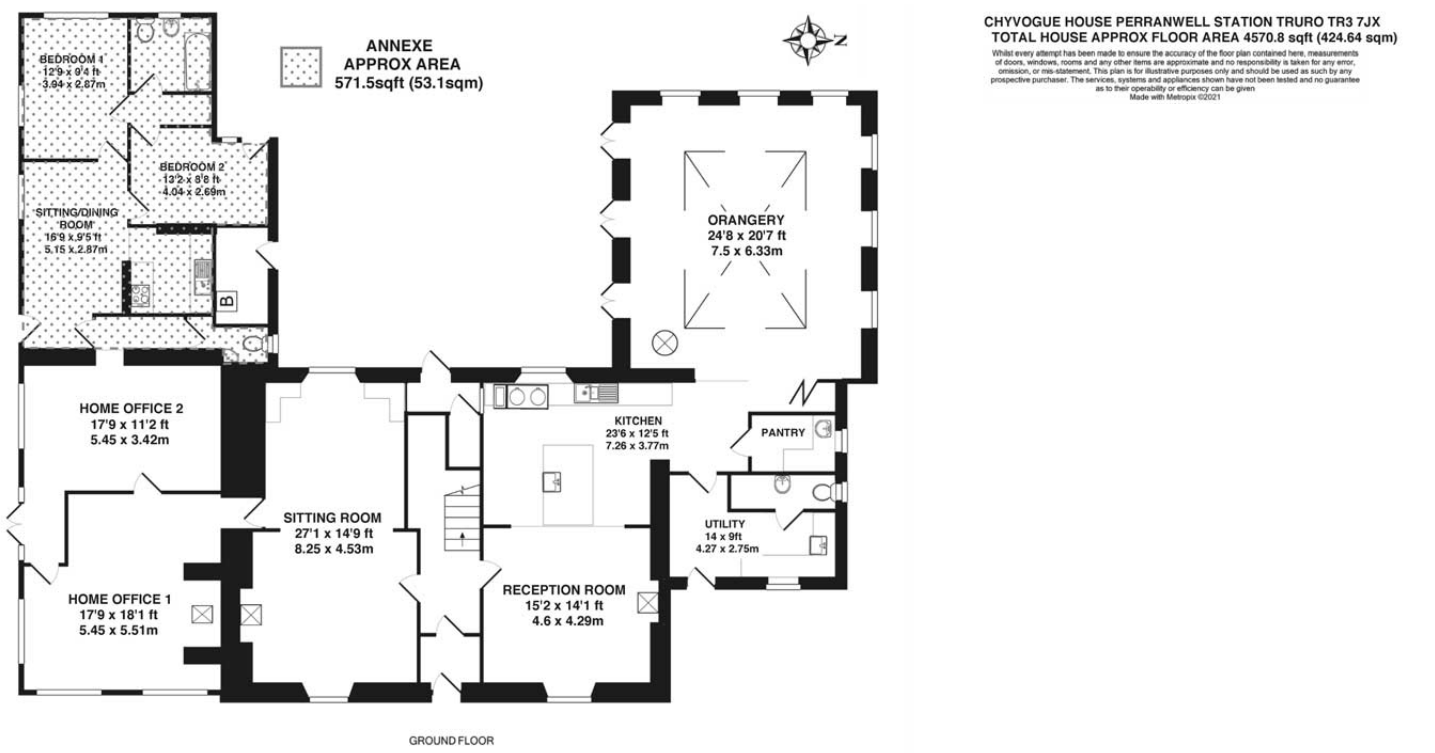 CHYVOGUE HOUSE PERRANWELL STATION TRURO TR3 7JX
TOTAL HOUSE APPROX FLOOR AREA 4570.8 sqft (424.64 sqm)
Whilst every attempt has been made to ensure the accuracy of the floor plan contained here, measurements
of doors, windows, rooms and any other items are approximate and no responsibility is taken for any error,
omission, or mis-statement. This plan is for illustrative purposes only and should be used as such by any
prospective purchaser. The services, systems and appliances shown have not been tested and no guarantee
as to their operability or efficiency can be given
Made with Metropix ©2021
ANNEXE
APPROX AREA
571.5sqft (53.1sqm)
N
BEDROOM 1
12'9 x 9'4 ft
3.94 x 2.87m
BEDROOM 2
13'2 x 8'8 ft
4.04 x 2.69m
SITTING/DINING
ROOM
16'9 x 9'5 ft
5.15 x 2.87m
B
ORANGERY
24'8 x 20'7 ft
7.5 x 6.33m
HOME OFFICE 2
17'9 x 11'2 ft
5.45 x 3.42m
KITCHEN
23'6 x 12'5 ft
7.26 x 3.77m
PANTRY
SITTING ROOM
27'1 x 14'9 ft
8.25 x 4.53m
UTILITY
14 x 9ft
4.27 x 2.75m
HOME OFFICE 1
17'9 x 18'1 ft
5.45 x 5.51m
RECEPTION ROOM
15'2 x 14'1 ft
4.6 x 4.29m
GROUND FLOOR